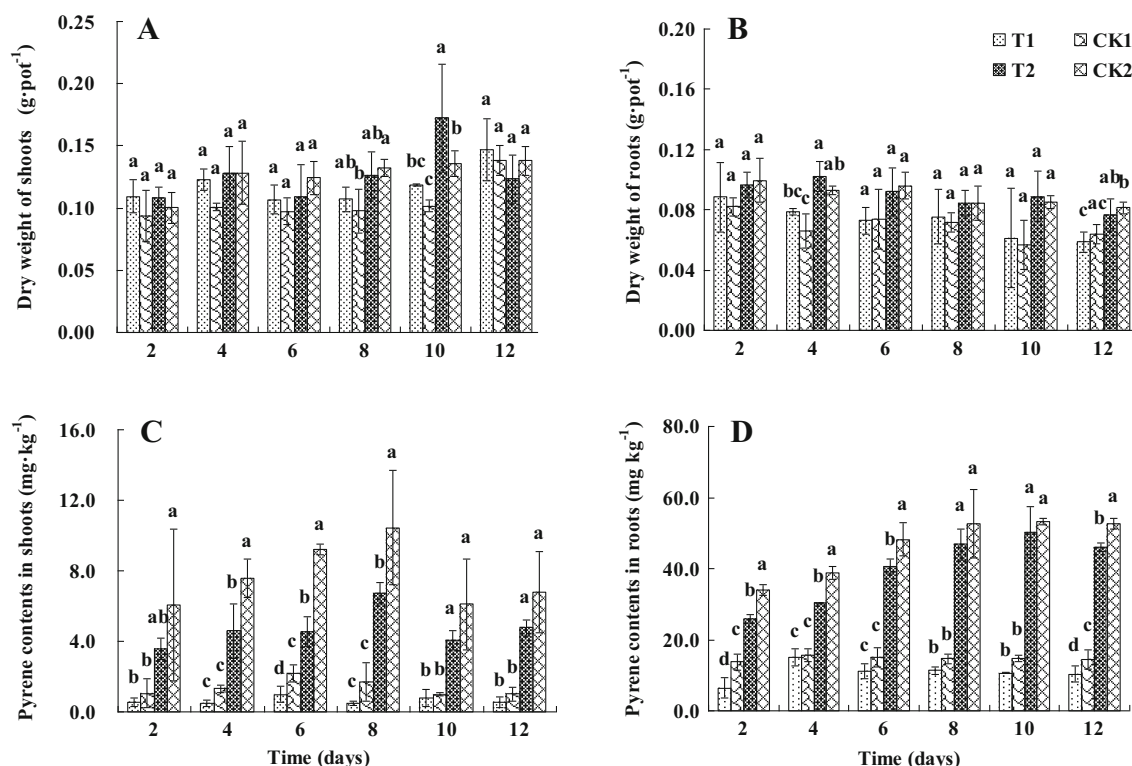 A
Dry weight of shoots (g·pot⁻¹)
0.25
0.20
0.15
0.10
0.05
0.00
a a a a
a a a a
a a a a
ab b ab a
bc c a b
a a a a
2 4 6 8 10 12
B
T1 CK1
T2 CK2
Dry weight of roots (g·pot⁻¹)
0.20
0.16
0.12
0.08
0.04
0.00
a a a a
bc c a ab
a a a a
a a a a
a a a a
c ac ab b
2 4 6 8 10 12
C
Pyrene contents in shoots (mg·kg⁻¹)
16.0
12.0
8.0
4.0
0.0
b b ab a
c c b a
d c b a
c c b a
b b a a
b b a a
2 4 6 8 10 12
Time (days)
D
Pyrene contents in roots (mg kg⁻¹)
80.0
60.0
40.0
20.0
0.0
d c b a
c c b a
c c b a
b b a a
b b a a
d c b a
2 4 6 8 10 12
Time (days)